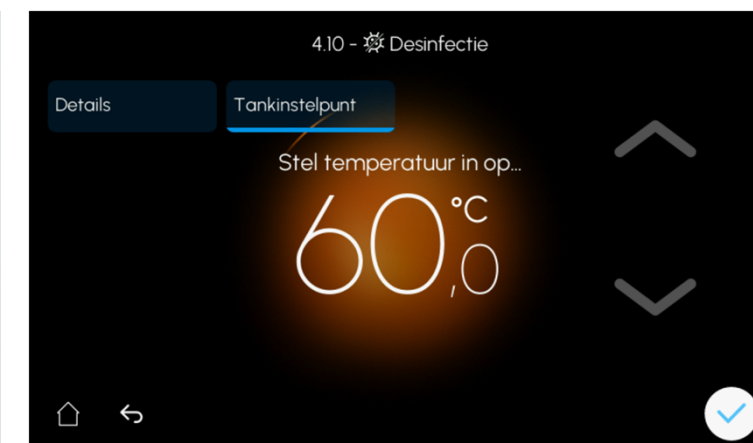 4.10 - Desinfectie
Details
Tankinstelpunt
Stel temperatuur in op...
60,0 °C